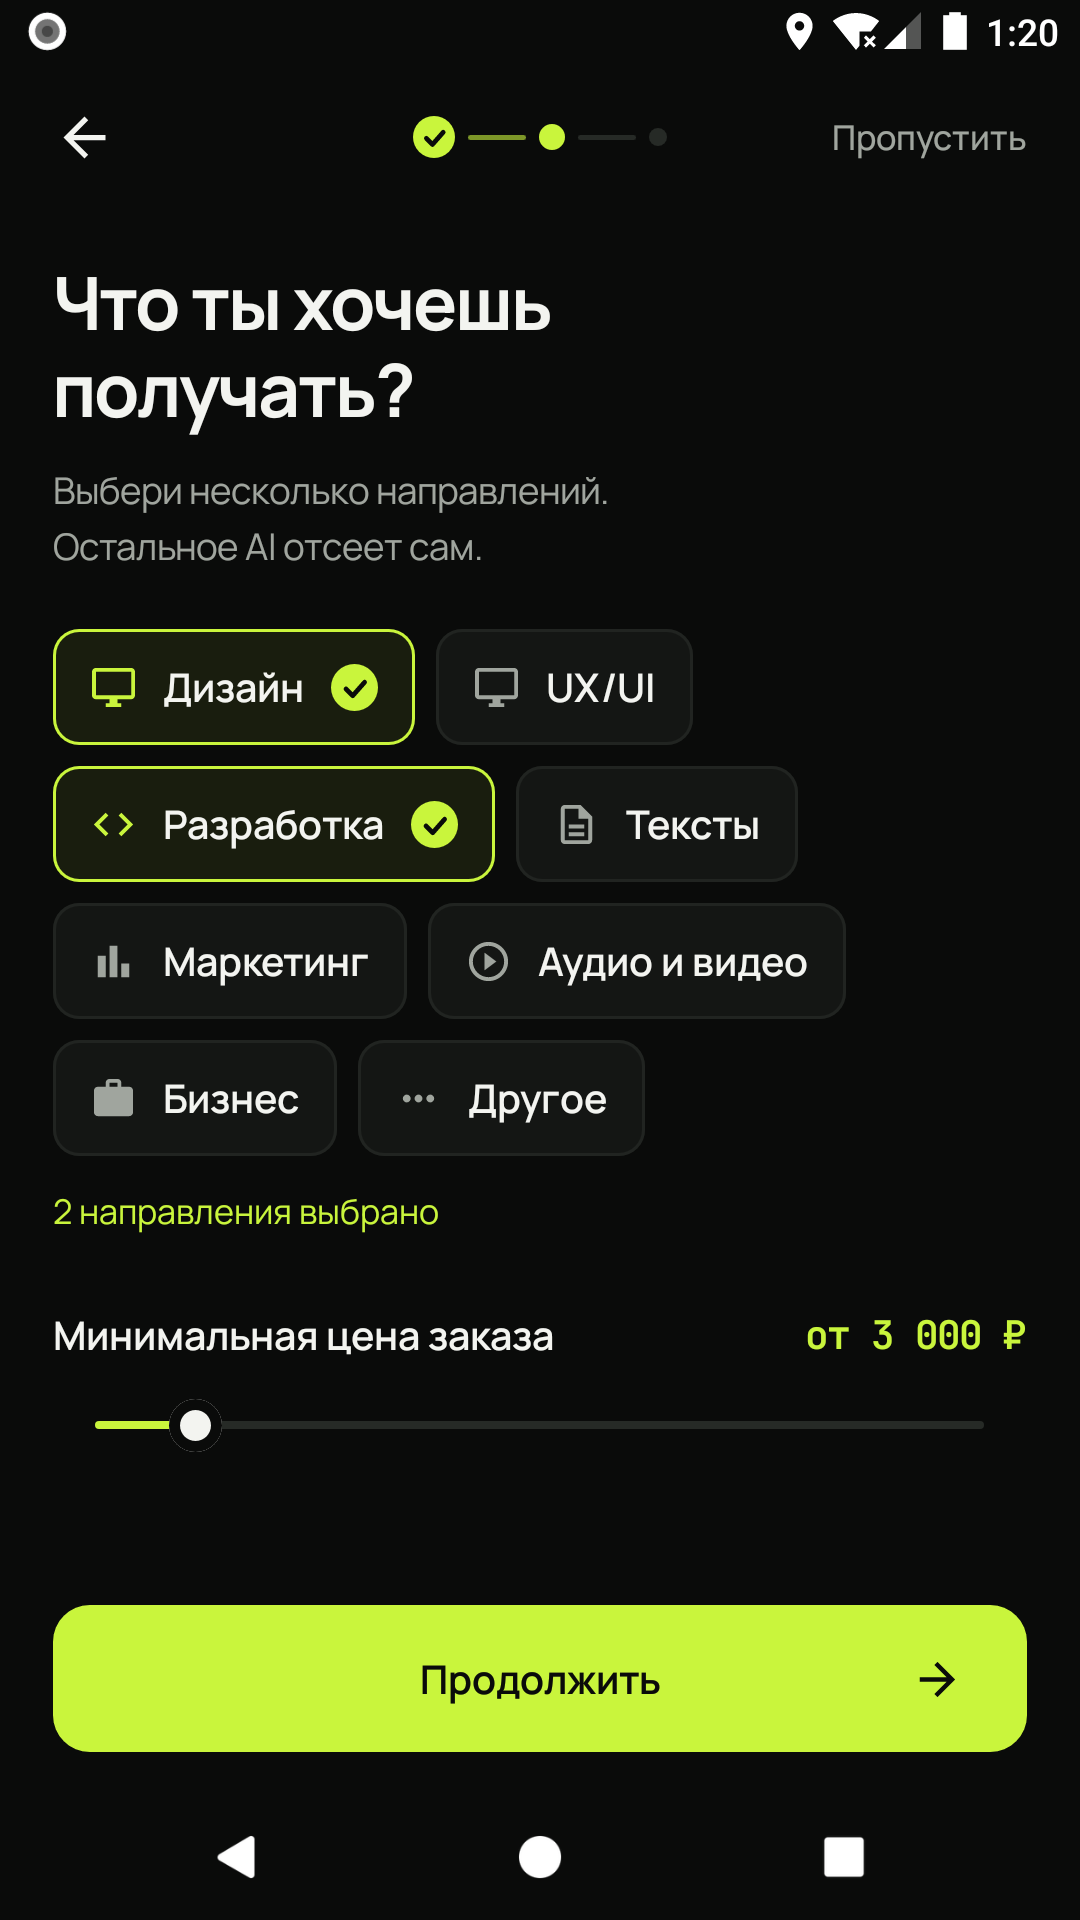 1:20
Пропустить
Что ты хочешь
получать?
Выбери несколько направлений.
Остальное AI отсеет сам.
Дизайн
UX/UI
Разработка
Тексты
Маркетинг
Аудио и видео
Бизнес
Другое
2 направления выбрано
Минимальная цена заказа
от 3 000 ₽
Продолжить